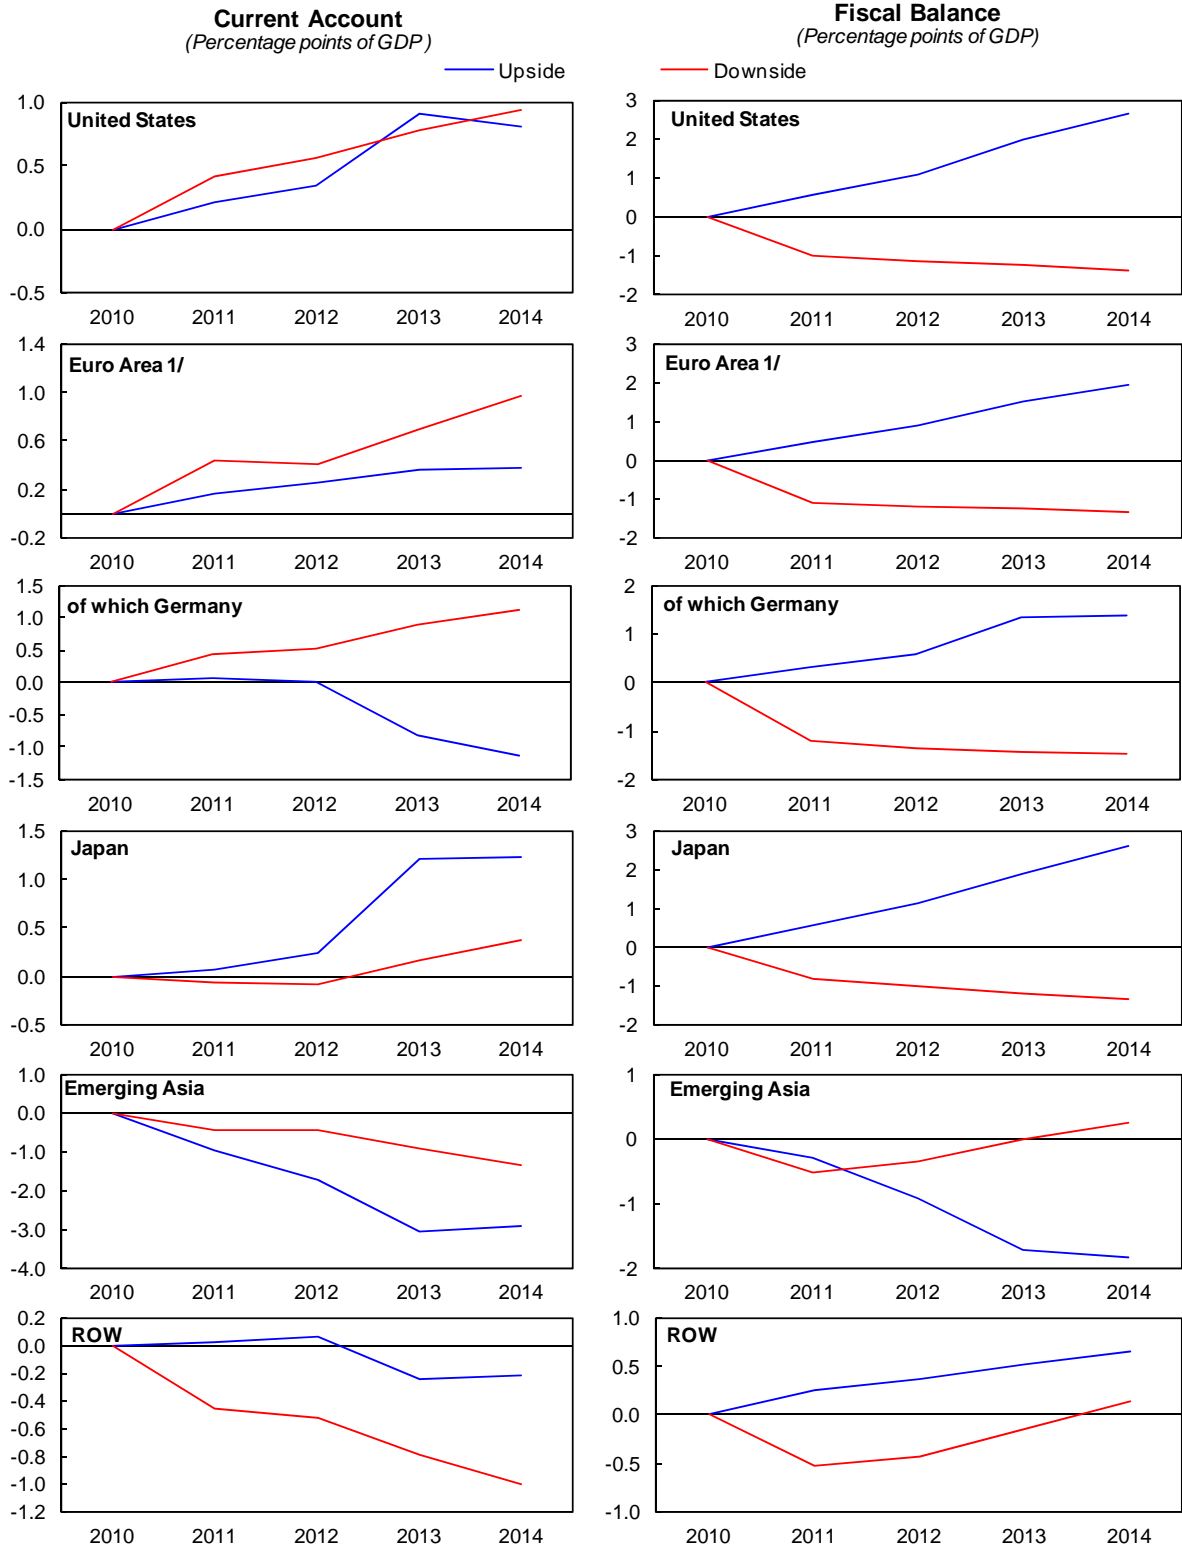 Current Account
(Percentage points of GDP )
Fiscal Balance
(Percentage points of GDP)
Upside
Downside
United States
1.0
0.5
0.0
-0.5
2010 2011 2012 2013 2014
United States
3
2
1
0
-1
-2
2010 2011 2012 2013 2014
Euro Area 1/
1.4
1.0
0.6
0.2
-0.2
2010 2011 2012 2013 2014
Euro Area 1/
3
2
1
0
-1
-2
2010 2011 2012 2013 2014
of which Germany
1.5
1.0
0.5
0.0
-0.5
-1.0
-1.5
2010 2011 2012 2013 2014
of which Germany
2
1
0
-1
-2
2010 2011 2012 2013 2014
Japan
1.5
1.0
0.5
0.0
-0.5
2010 2011 2012 2013 2014
Japan
3
2
1
0
-1
-2
2010 2011 2012 2013 2014
Emerging Asia
1.0
0.0
-1.0
-2.0
-3.0
-4.0
2010 2011 2012 2013 2014
Emerging Asia
1
0
-1
-2
2010 2011 2012 2013 2014
ROW
0.2
0.0
-0.2
-0.4
-0.6
-0.8
-1.0
-1.2
2010 2011 2012 2013 2014
ROW
1.0
0.5
0.0
-0.5
-1.0
2010 2011 2012 2013 2014